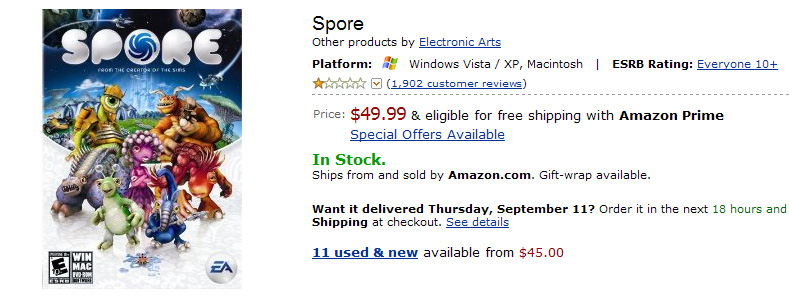 SPORE
FROM THE CREATOR OF THE SIMS
EVERYONE 10+
E
ESRB
WIN
MAC
DVD-ROM
EA
Spore
Other products by Electronic Arts
Platform: Windows Vista / XP, Macintosh | ESRB Rating: Everyone 10+
(1,902 customer reviews)
Price: $49.99 & eligible for free shipping with Amazon Prime
Special Offers Available
In Stock.
Ships from and sold by Amazon.com. Gift-wrap available.
Want it delivered Thursday, September 11? Order it in the next 18 hours and
Shipping at checkout. See details
11 used & new available from $45.00